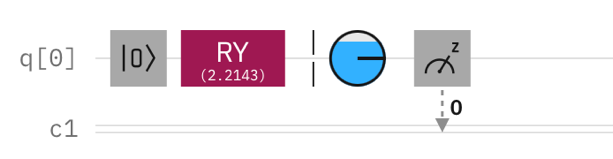 q[0] |0⟩ RY z
(2.2143)
0
c1